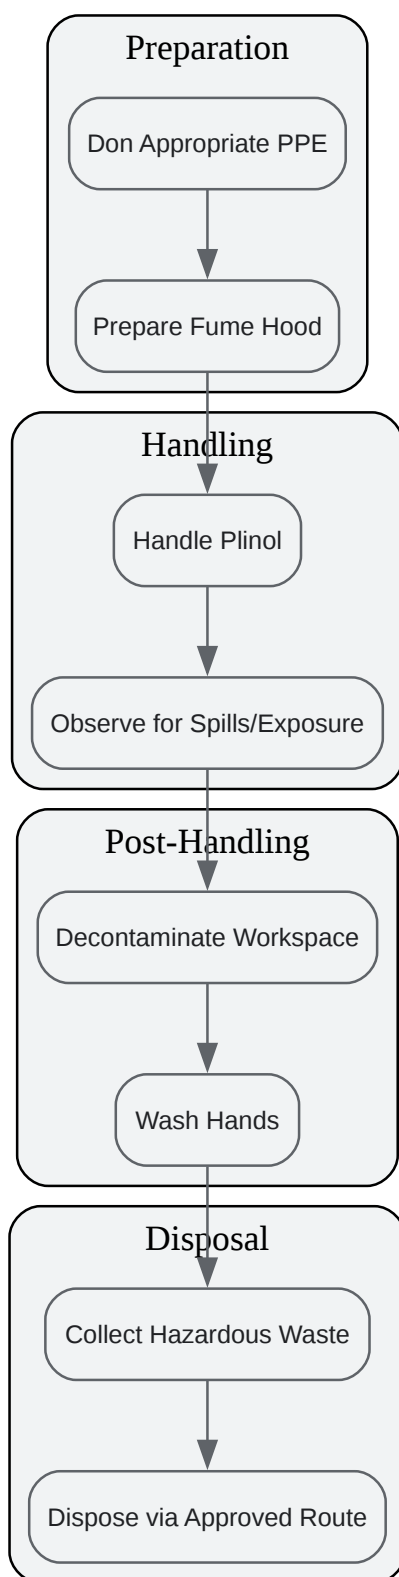 Preparation
Don Appropriate PPE
Prepare Fume Hood
Handling
Handle Plinol
Observe for Spills/Exposure
Post-Handling
Decontaminate Workspace
Wash Hands
Disposal
Collect Hazardous Waste
Dispose via Approved Route